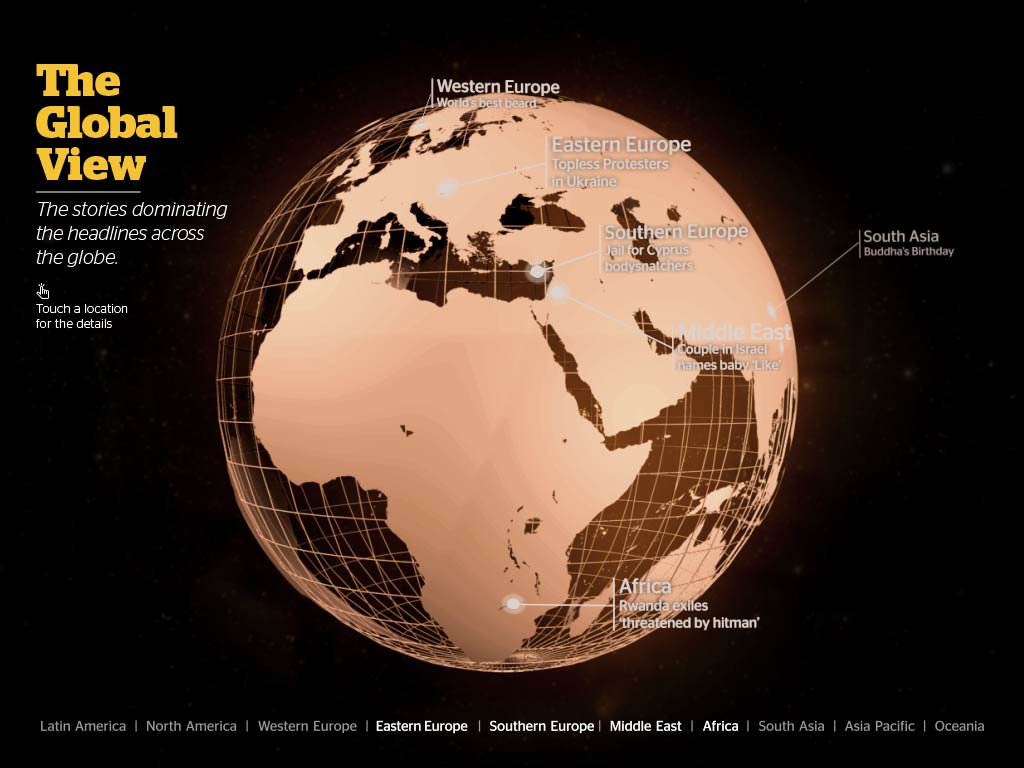 The
Global
View
The stories dominating
the headlines across
the globe.
Touch a location
for the details
Western Europe
World's best beard
Eastern Europe
Topless Protesters
in Ukraine
Southern Europe
Jail for Cyprus
bodysnatchers
South Asia
Buddha's Birthday
Middle East
Couple in Israel
names baby 'Like'
Africa
Rwanda exiles
'threatened by hitman'
Latin America | North America | Western Europe | Eastern Europe | Southern Europe | Middle East | Africa | South Asia | Asia Pacific | Oceania